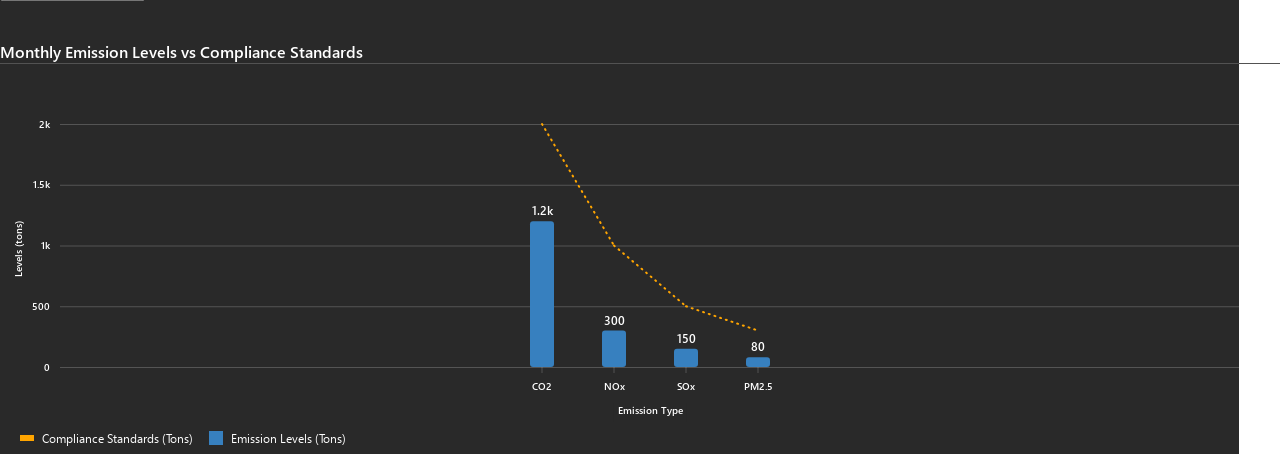 Monthly Emission Levels vs Compliance Standards
2k
1.5k
1k
500
0
Levels (tons)
1.2k
300
150
80
CO2 NOx SOx PM2.5
Emission Type
Compliance Standards (Tons) Emission Levels (Tons)